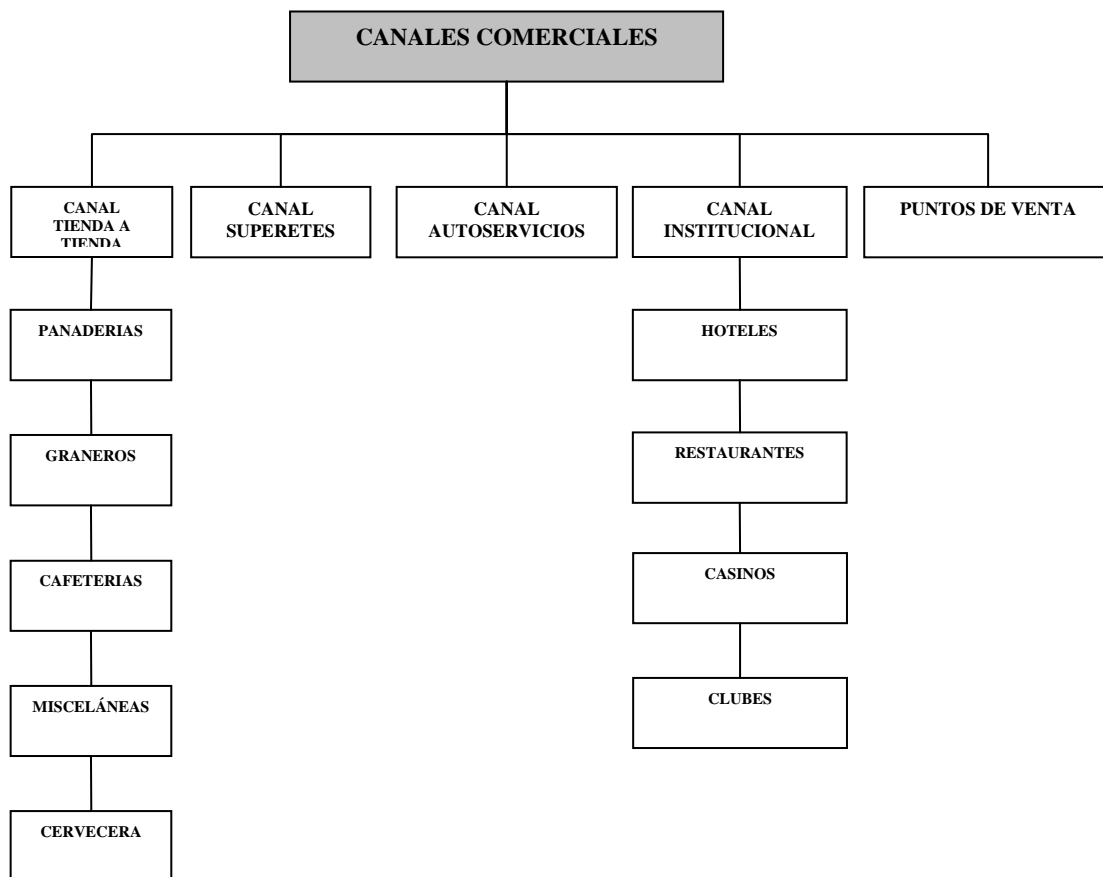 CANALES COMERCIALES
CANAL
TIENDA A
TIENDA
CANAL
SUPERETES
CANAL
AUTOSERVICIOS
CANAL
INSTITUCIONAL
PUNTOS DE VENTA
PANADERIAS
HOTELES
GRANEROS
RESTAURANTES
CAFETERIAS
CASINOS
MISCELÁNEAS
CLUBES
CERVECERA